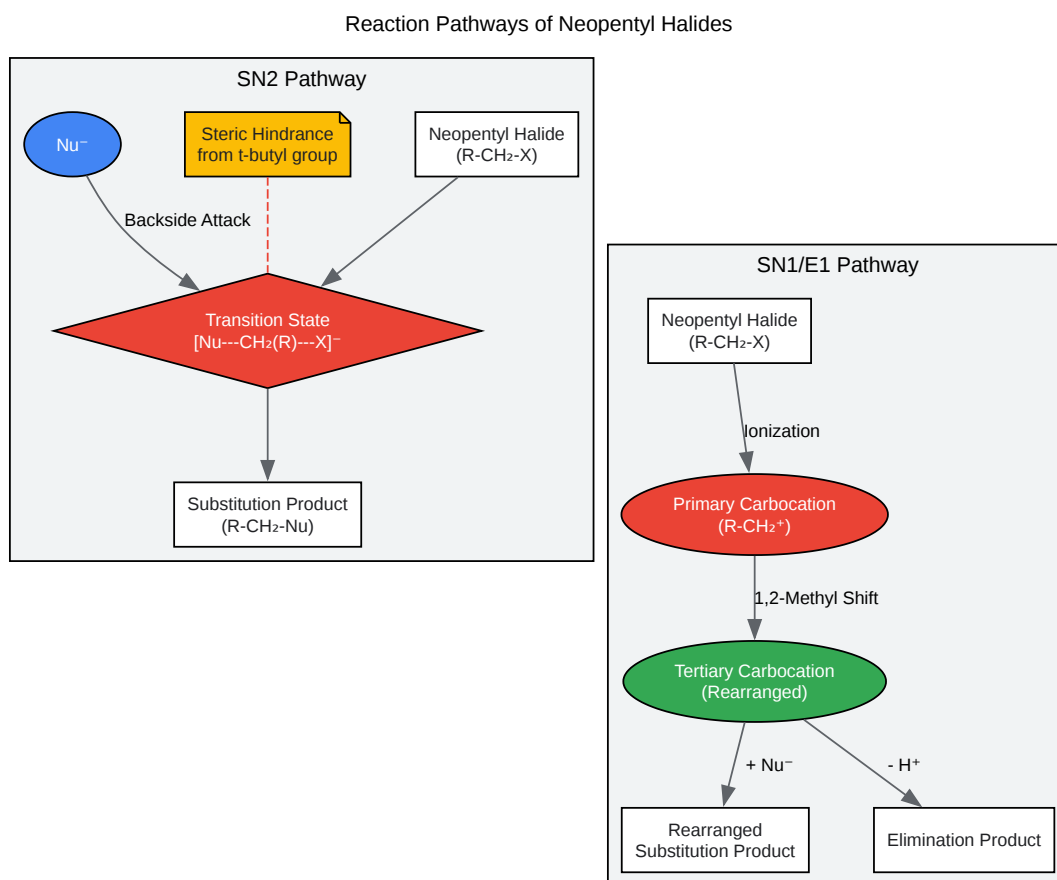 Reaction Pathways of Neopentyl Halides
SN2 Pathway
Nu⁻
Steric Hindrance
from t-butyl group
Neopentyl Halide
(R-CH₂-X)
Backside Attack
Transition State
[Nu---CH₂(R)---X]⁻
Substitution Product
(R-CH₂-Nu)
SN1/E1 Pathway
Neopentyl Halide
(R-CH₂-X)
Ionization
Primary Carbocation
(R-CH₂⁺)
1,2-Methyl Shift
Tertiary Carbocation
(Rearranged)
+ Nu⁻
- H⁺
Rearranged
Substitution Product
Elimination Product